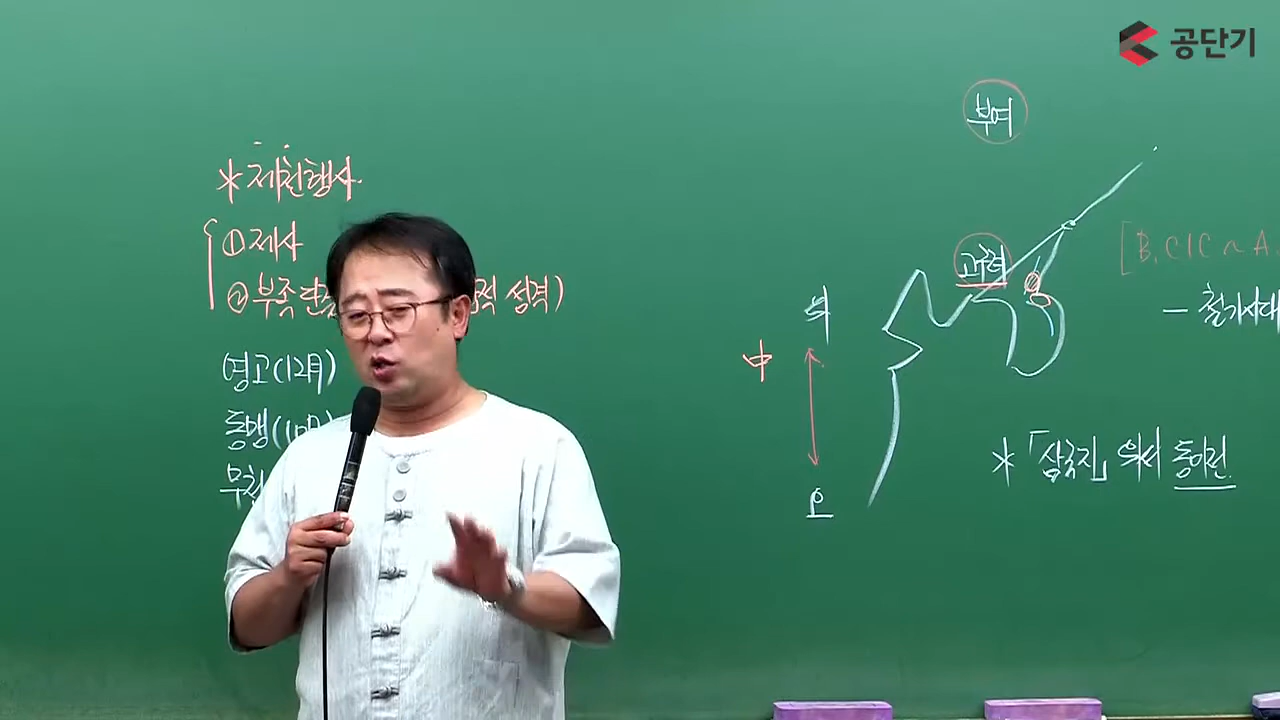 공단기
* 제천행사.
① 제사
② 부족 단 적 성격)
영고(12月)
동맹(10
무천
부여
고구려
위
中
오
[B.C 1C ~ A.
- 철기시대
* 「삼국지」 위서 동이전.